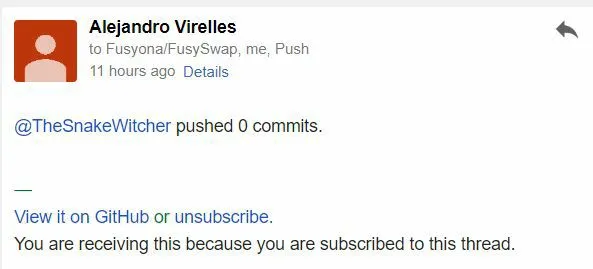 Alejandro Virelles
to Fusyona/FusySwap, me, Push
11 hours ago Details
@TheSnakeWitcher pushed 0 commits.
—
View it on GitHub or unsubscribe.
You are receiving this because you are subscribed to this thread.